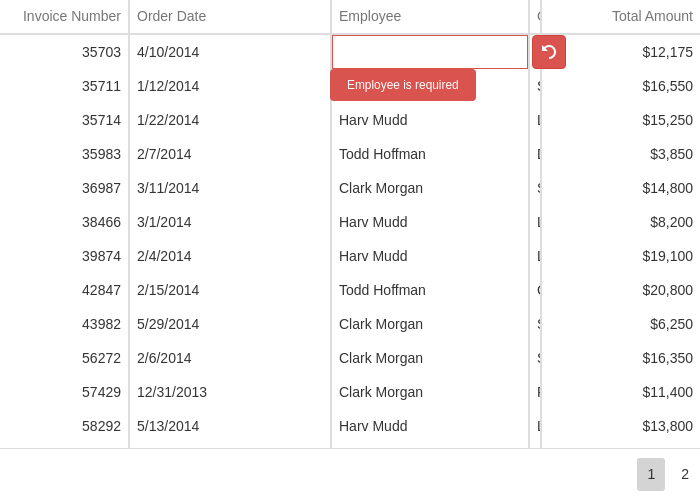 Invoice Number Order Date Employee Total Amount
35703 4/10/2014 $12,175
35711 1/12/2014 Employee is required $16,550
35714 1/22/2014 Harv Mudd $15,250
35983 2/7/2014 Todd Hoffman $3,850
36987 3/11/2014 Clark Morgan $14,800
38466 3/1/2014 Harv Mudd $8,200
39874 2/4/2014 Harv Mudd $19,100
42847 2/15/2014 Todd Hoffman $20,800
43982 5/29/2014 Clark Morgan $6,250
56272 2/6/2014 Clark Morgan $16,350
57429 12/31/2013 Clark Morgan $11,400
58292 5/13/2014 Harv Mudd $13,800
1 2